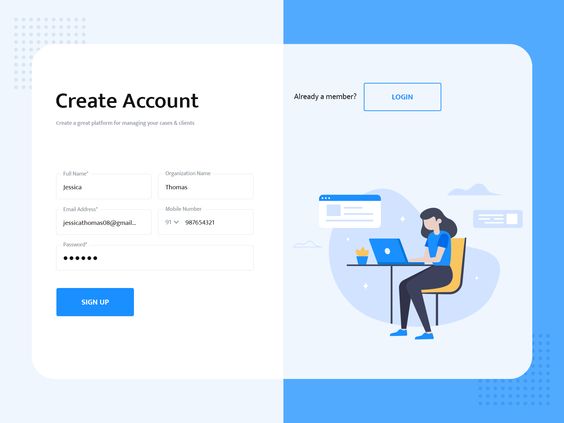 Create Account
Create a great platform for managing your cases & clients
Full Name*
Jessica
Organization Name
Thomas
Email Address*
jessicathomas08@gmail...
Mobile Number
91 987654321
Password*
SIGN UP
Already a member?
LOGIN